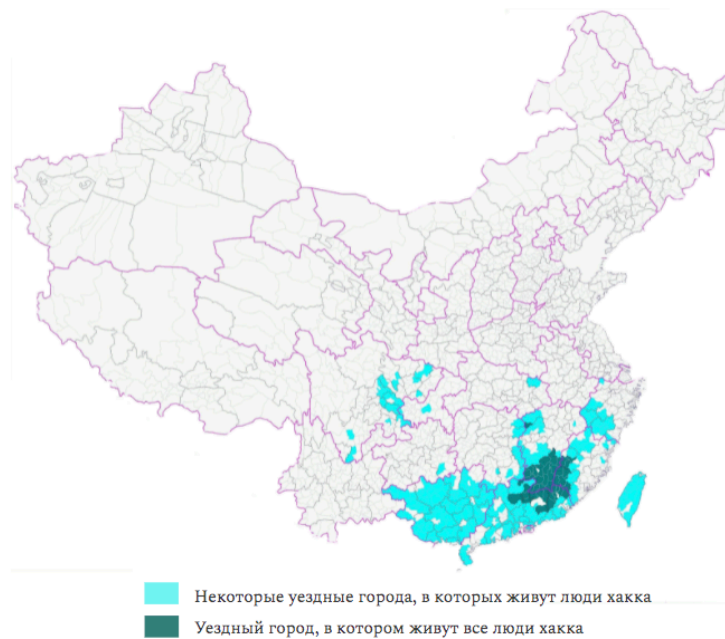 Некоторые уездные города, в которых живут люди хакка
Уездный город, в котором живут все люди хакка